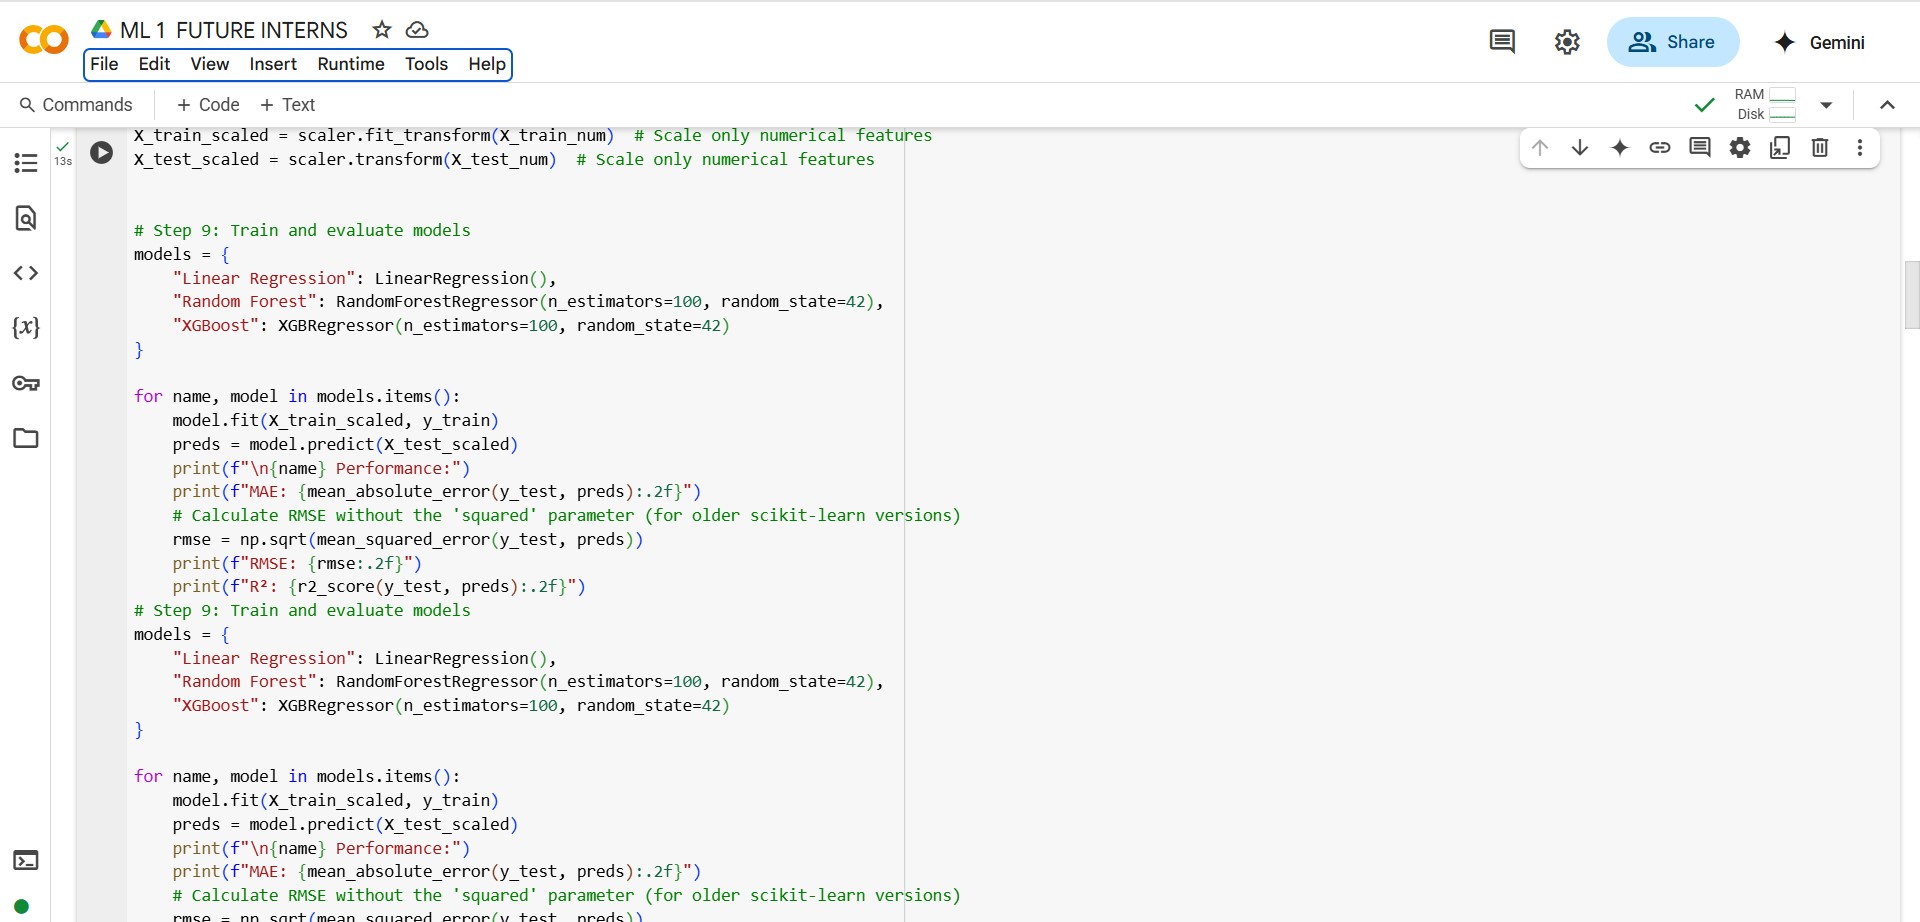 ML 1 FUTURE INTERNS
File Edit View Insert Runtime Tools Help
Share
Gemini
Commands + Code + Text
RAM
Disk
13s
X_train_scaled = scaler.fit_transform(X_train_num)  # Scale only numerical features
X_test_scaled = scaler.transform(X_test_num)  # Scale only numerical features
# Step 9: Train and evaluate models
models = {
    "Linear Regression": LinearRegression(),
    "Random Forest": RandomForestRegressor(n_estimators=100, random_state=42),
    "XGBoost": XGBRegressor(n_estimators=100, random_state=42)
}
for name, model in models.items():
    model.fit(X_train_scaled, y_train)
    preds = model.predict(X_test_scaled)
    print(f"\n{name} Performance:")
    print(f"MAE: {mean_absolute_error(y_test, preds):.2f}")
    # Calculate RMSE without the 'squared' parameter (for older scikit-learn versions)
    rmse = np.sqrt(mean_squared_error(y_test, preds))
    print(f"RMSE: {rmse:.2f}")
    print(f"R²: {r2_score(y_test, preds):.2f}")
# Step 9: Train and evaluate models
models = {
    "Linear Regression": LinearRegression(),
    "Random Forest": RandomForestRegressor(n_estimators=100, random_state=42),
    "XGBoost": XGBRegressor(n_estimators=100, random_state=42)
}
for name, model in models.items():
    model.fit(X_train_scaled, y_train)
    preds = model.predict(X_test_scaled)
    print(f"\n{name} Performance:")
    print(f"MAE: {mean_absolute_error(y_test, preds):.2f}")
    # Calculate RMSE without the 'squared' parameter (for older scikit-learn versions)
    rmse = np.sqrt(mean_squared_error(y_test, preds))